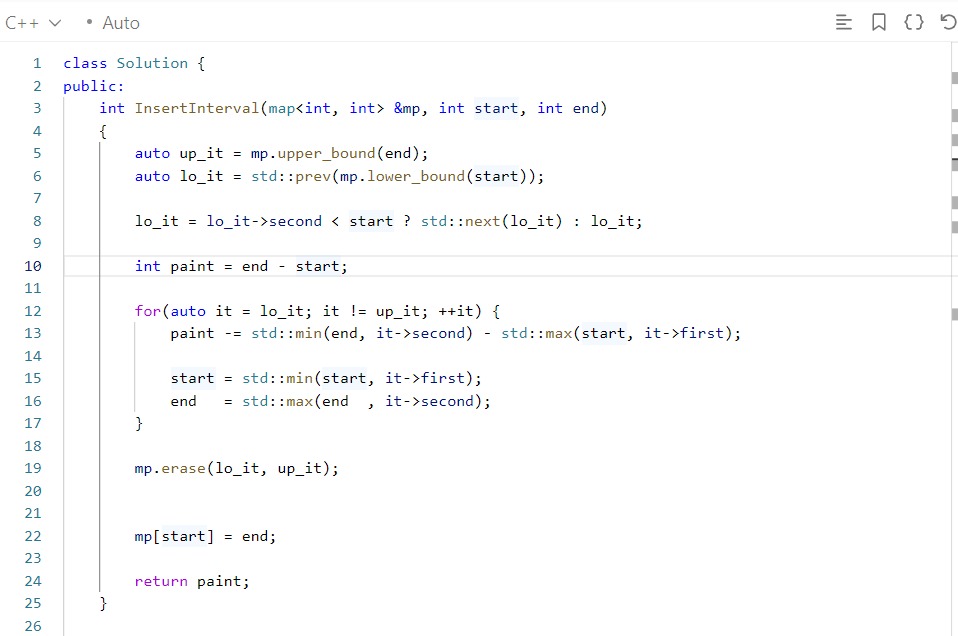 C++ • Auto
1 class Solution {
2 public:
3     int InsertInterval(map<int, int> &mp, int start, int end)
4     {
5         auto up_it = mp.upper_bound(end);
6         auto lo_it = std::prev(mp.lower_bound(start));
7
8         lo_it = lo_it->second < start ? std::next(lo_it) : lo_it;
9
10         int paint = end - start;
11
12         for(auto it = lo_it; it != up_it; ++it) {
13             paint -= std::min(end, it->second) - std::max(start, it->first);
14
15             start = std::min(start, it->first);
16             end   = std::max(end  , it->second);
17         }
18
19         mp.erase(lo_it, up_it);
20
21
22         mp[start] = end;
23
24         return paint;
25     }
26